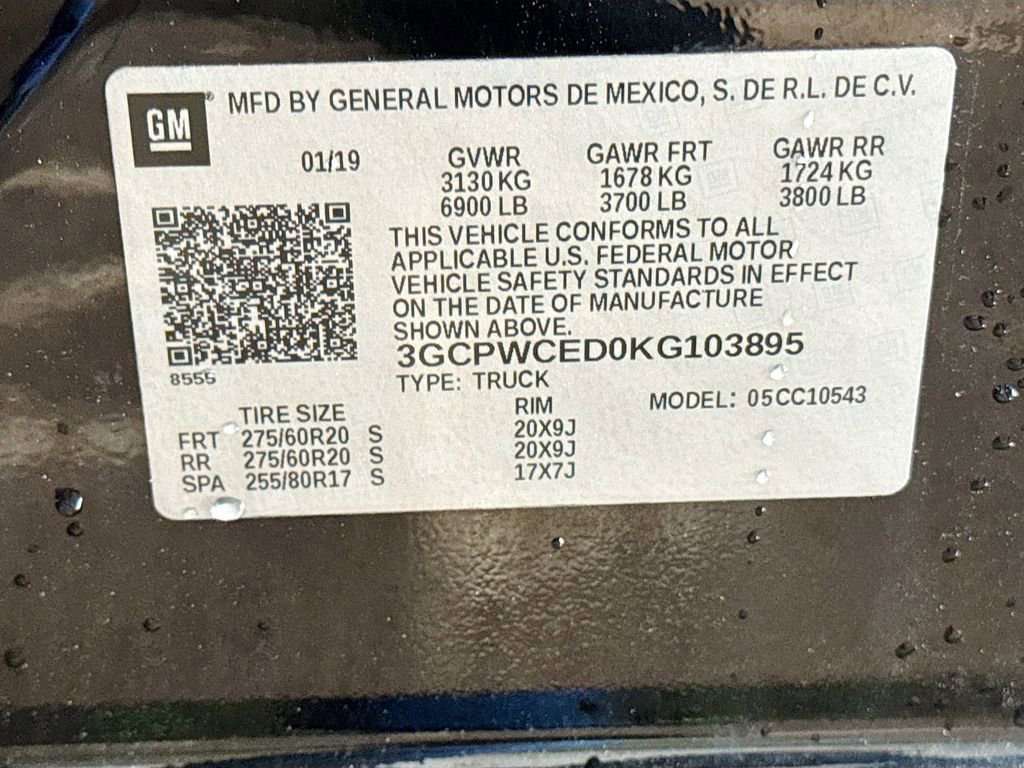 GM® MFD BY GENERAL MOTORS DE MEXICO, S. DE R.L. DE C.V.
01/19 GVWR GAWR FRT GAWR RR
3130 KG 1678 KG 1724 KG
6900 LB 3700 LB 3800 LB
THIS VEHICLE CONFORMS TO ALL
APPLICABLE U.S. FEDERAL MOTOR
VEHICLE SAFETY STANDARDS IN EFFECT
ON THE DATE OF MANUFACTURE
SHOWN ABOVE.
3GCPWCED0KG103895
8555
TYPE: TRUCK
MODEL: 05CC10543
TIRE SIZE RIM
FRT 275/60R20 S 20X9J
RR 275/60R20 S 20X9J
SPA 255/80R17 S 17X7J